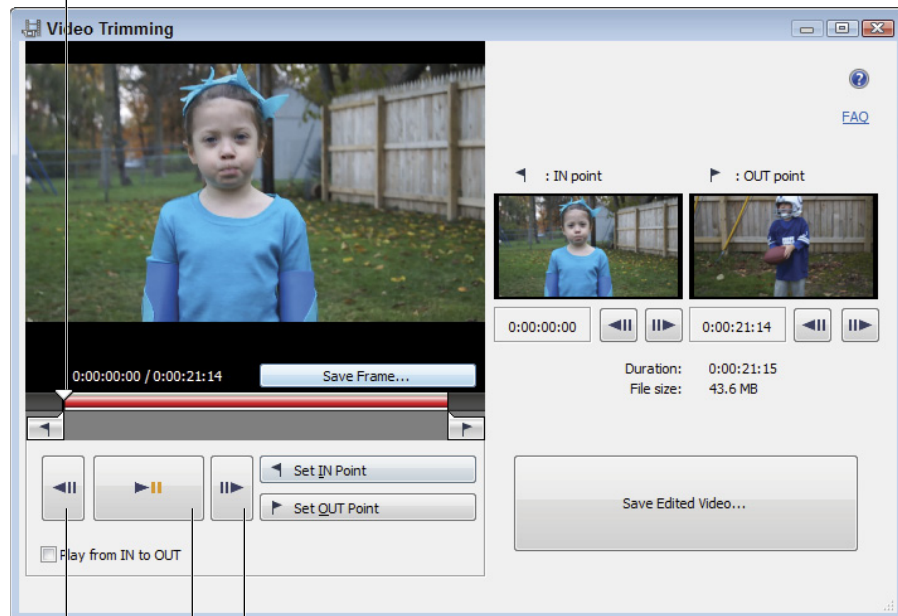 Video Trimming
FAQ
: IN point
: OUT point
0:00:00:00
0:00:21:14
Duration: 0:00:21:15
File size: 43.6 MB
0:00:00:00 / 0:00:21:14
Save Frame...
Set IN Point
Set OUT Point
Play from IN to OUT
Save Edited Video...